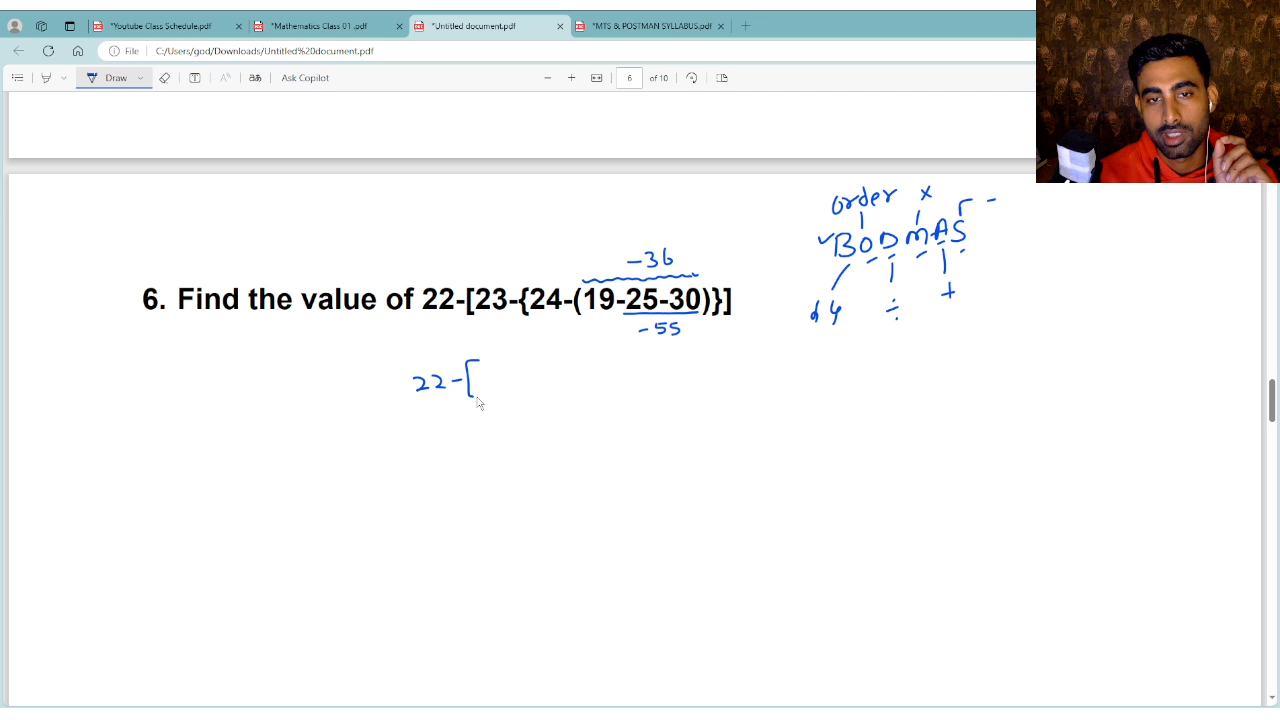 *Youtube Class Schedule.pdf
*Mathematics Class 01 .pdf
*Untitled document.pdf
*MTS & POSTMAN SYLLABUS.pdf
File C:/Users/god/Downloads/Untitled%20document.pdf
Draw
Ask Copilot
6 of 10
order ×
BODMAS -
÷ +
-36
6. Find the value of 22-[23-{24-(19-25-30)}]
-55
22-[